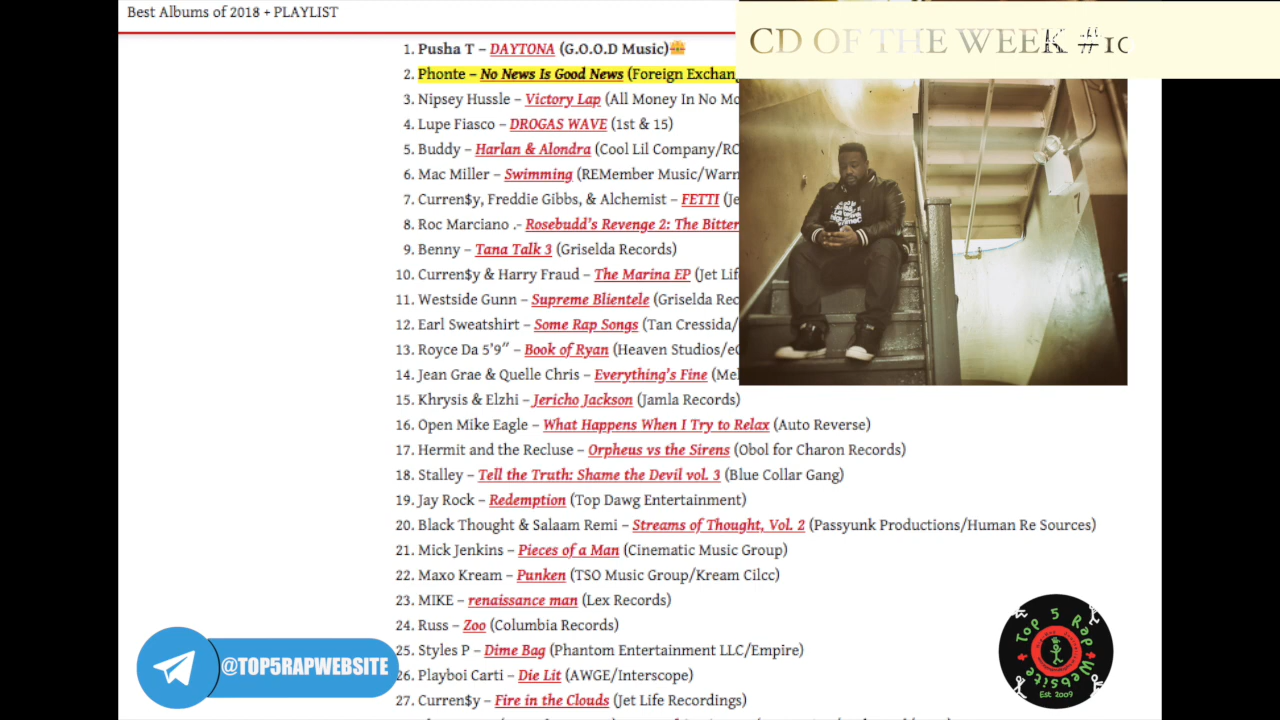 Best Albums of 2018 + PLAYLIST
CD OF THE WEEK #10
1. Pusha T – DAYTONA (G.O.O.D Music)
2. Phonte – No News Is Good News (Foreign Exchan
3. Nipsey Hussle – Victory Lap (All Money In No Mo
4. Lupe Fiasco – DROGAS WAVE (1st & 15)
5. Buddy – Harlan & Alondra (Cool Lil Company/RC
6. Mac Miller – Swimming (REMember Music/Warn
7. Curren$y, Freddie Gibbs, & Alchemist – FETTI (Je
8. Roc Marciano .- Rosebudd’s Revenge 2: The Bitter
9. Benny – Tana Talk 3 (Griselda Records)
10. Curren$y & Harry Fraud – The Marina EP (Jet Lif
11. Westside Gunn – Supreme Blientele (Griselda Rec
12. Earl Sweatshirt – Some Rap Songs (Tan Cressida/
13. Royce Da 5’9” – Book of Ryan (Heaven Studios/e
14. Jean Grae & Quelle Chris – Everything’s Fine (Mel
15. Khrysis & Elzhi – Jericho Jackson (Jamla Records)
16. Open Mike Eagle – What Happens When I Try to Relax (Auto Reverse)
17. Hermit and the Recluse – Orpheus vs the Sirens (Obol for Charon Records)
18. Stalley – Tell the Truth: Shame the Devil vol. 3 (Blue Collar Gang)
19. Jay Rock – Redemption (Top Dawg Entertainment)
20. Black Thought & Salaam Remi – Streams of Thought, Vol. 2 (Passyunk Productions/Human Re Sources)
21. Mick Jenkins – Pieces of a Man (Cinematic Music Group)
22. Maxo Kream – Punken (TSO Music Group/Kream Cilcc)
23. MIKE – renaissance man (Lex Records)
24. Russ – Zoo (Columbia Records)
25. Styles P – Dime Bag (Phantom Entertainment LLC/Empire)
26. Playboi Carti – Die Lit (AWGE/Interscope)
27. Curren$y – Fire in the Clouds (Jet Life Recordings)
@TOP5RAPWEBSITE
Top 5 Rap Website
Est 2009